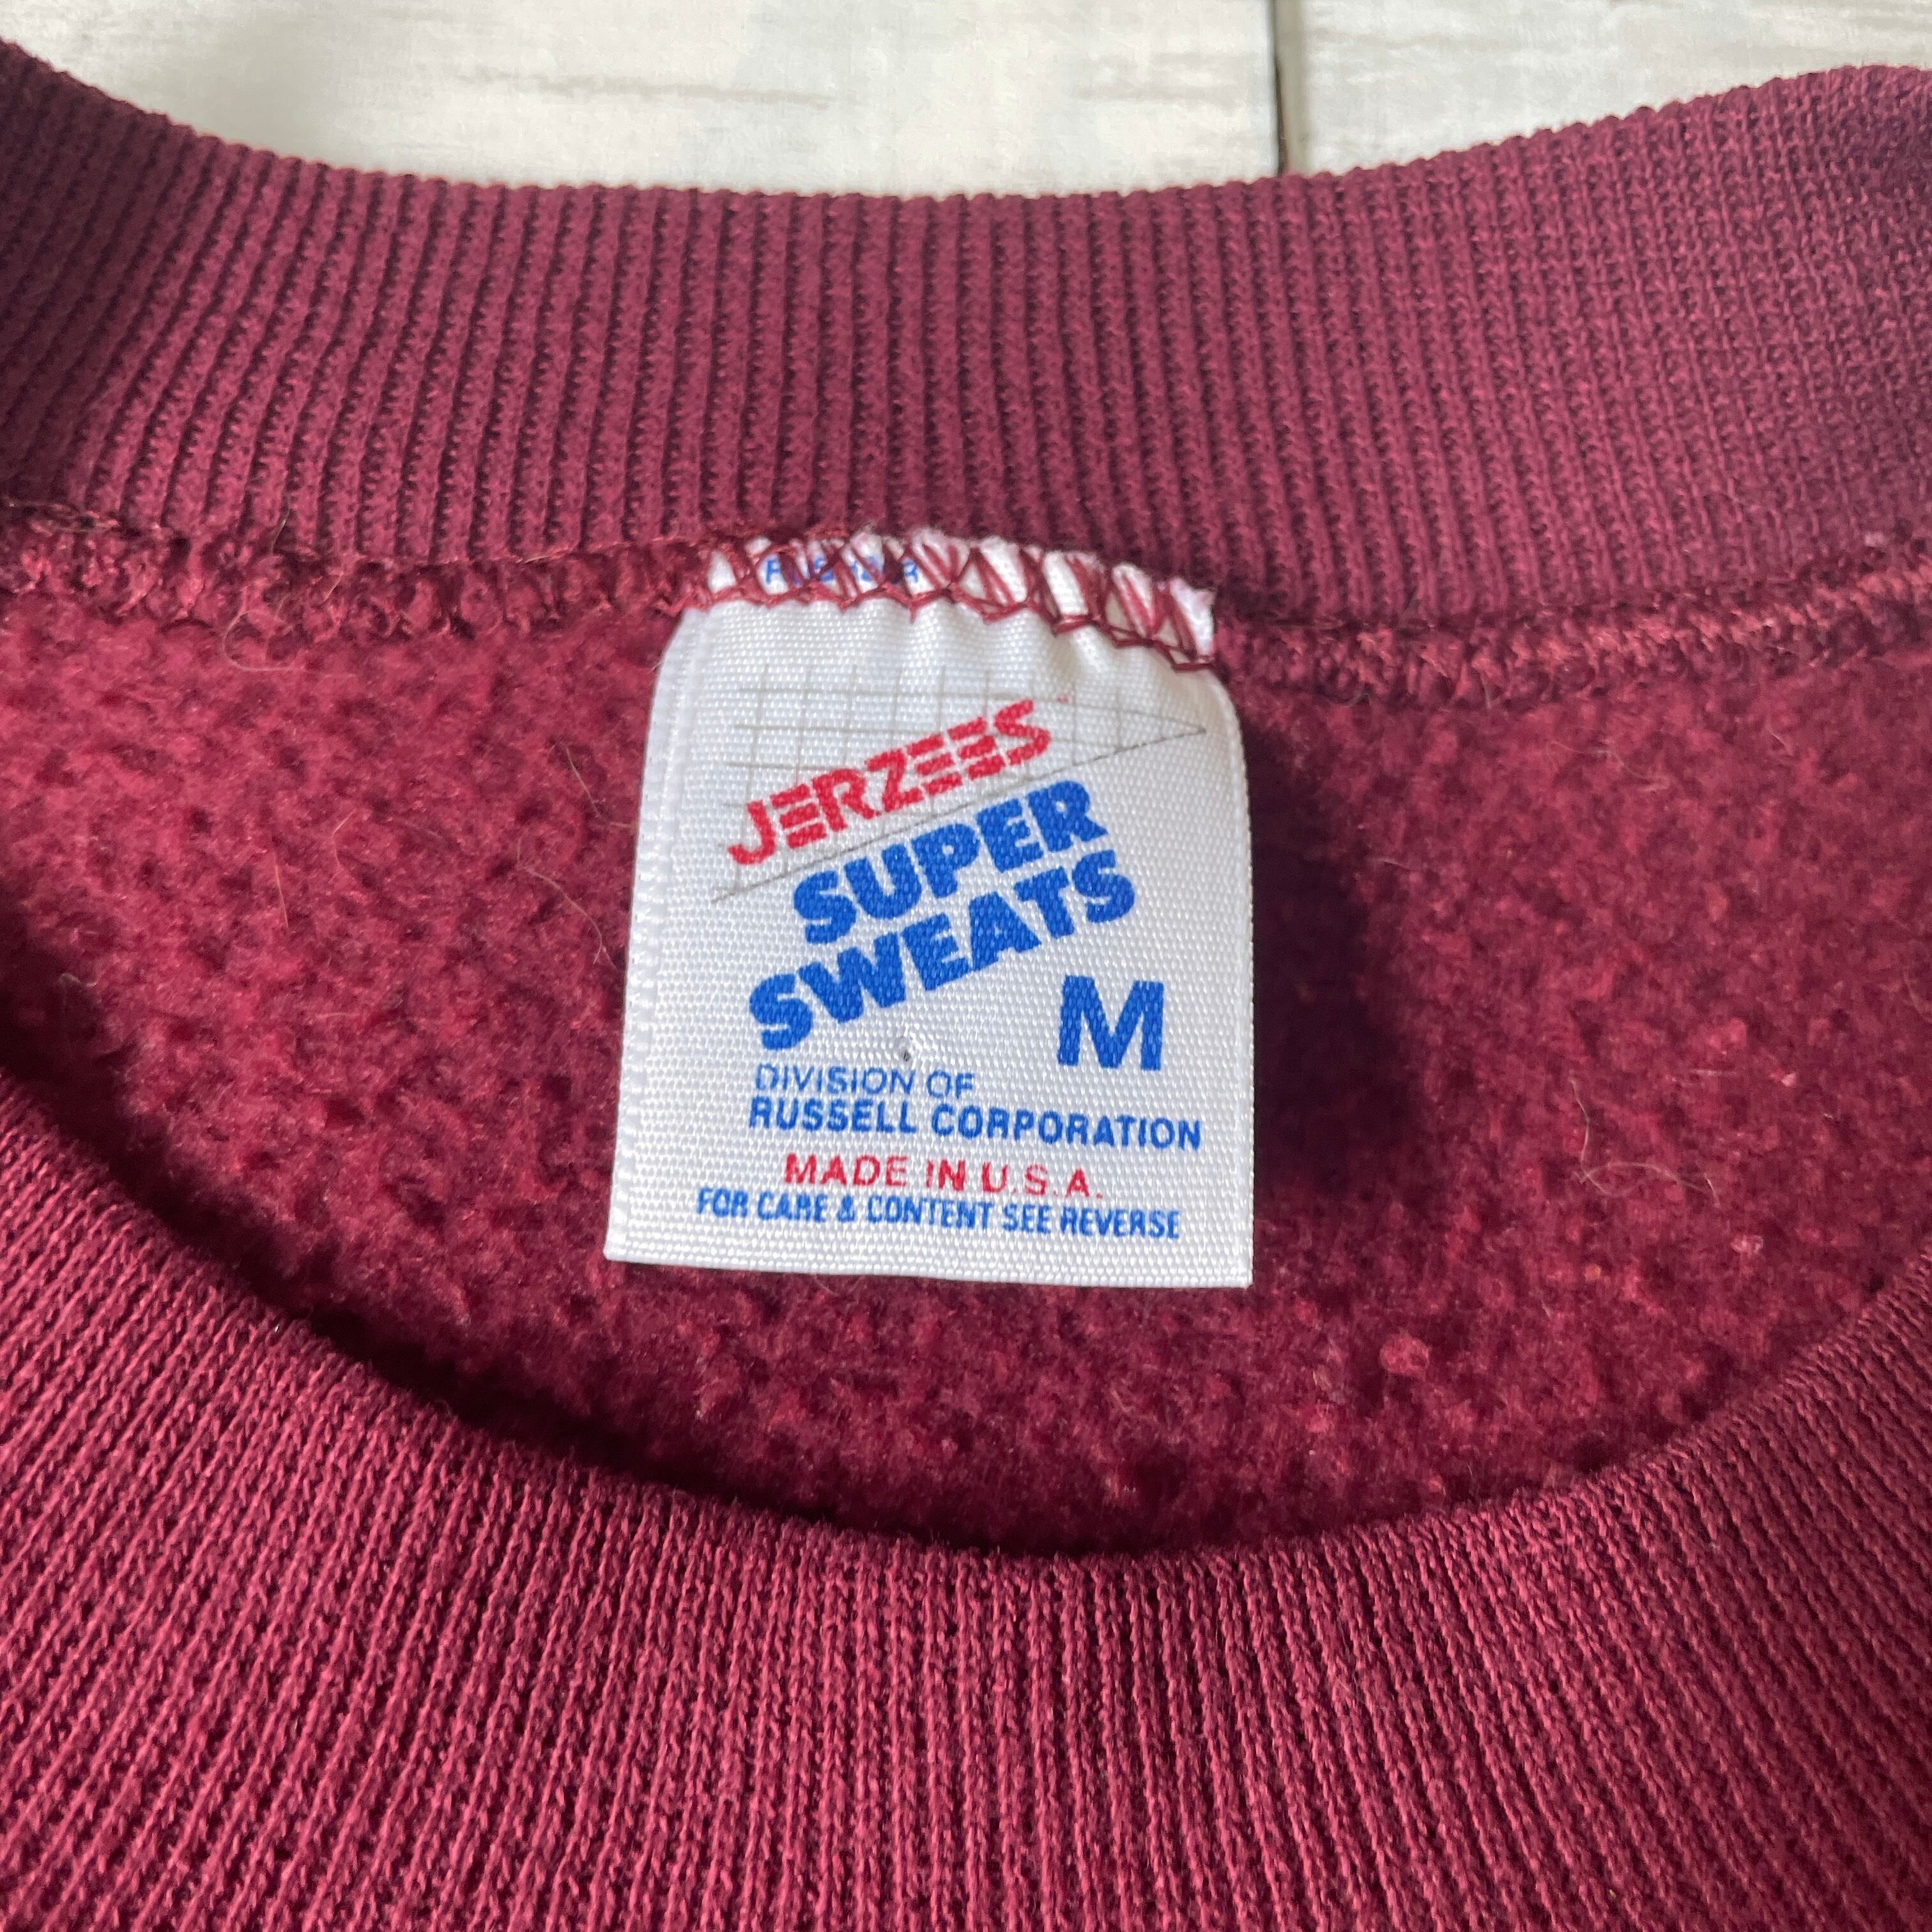 JERZEES
SUPER
SWEATS
M
DIVISION OF
RUSSELL CORPORATION
MADE IN U.S.A.
FOR CARE & CONTENT SEE REVERSE